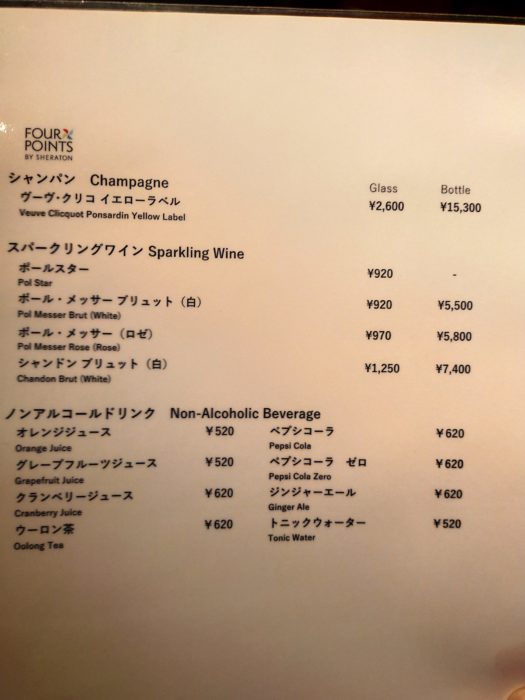 FOUR
POINTS
BY SHERATON
シャンパン Champagne Glass Bottle
ヴーヴ・クリコ イエローラベル ¥2,600 ¥15,300
Veuve Clicquot Ponsardin Yellow Label
スパークリングワイン Sparkling Wine
ポールスター ¥920 -
Pol Star
ポール・メッサー ブリュット（白） ¥920 ¥5,500
Pol Messer Brut (White)
ポール・メッサー（ロゼ） ¥970 ¥5,800
Pol Messer Rose (Rose)
シャンドン ブリュット（白） ¥1,250 ¥7,400
Chandon Brut (White)
ノンアルコールドリンク Non-Alcoholic Beverage
オレンジジュース ¥520 ペプシコーラ ¥620
Orange Juice Pepsi Cola
グレープフルーツジュース ¥520 ペプシコーラ ゼロ ¥620
Grapefruit Juice Pepsi Cola Zero
クランベリージュース ¥620 ジンジャーエール ¥620
Cranberry Juice Ginger Ale
ウーロン茶 ¥620 トニックウォーター ¥520
Oolong Tea Tonic Water